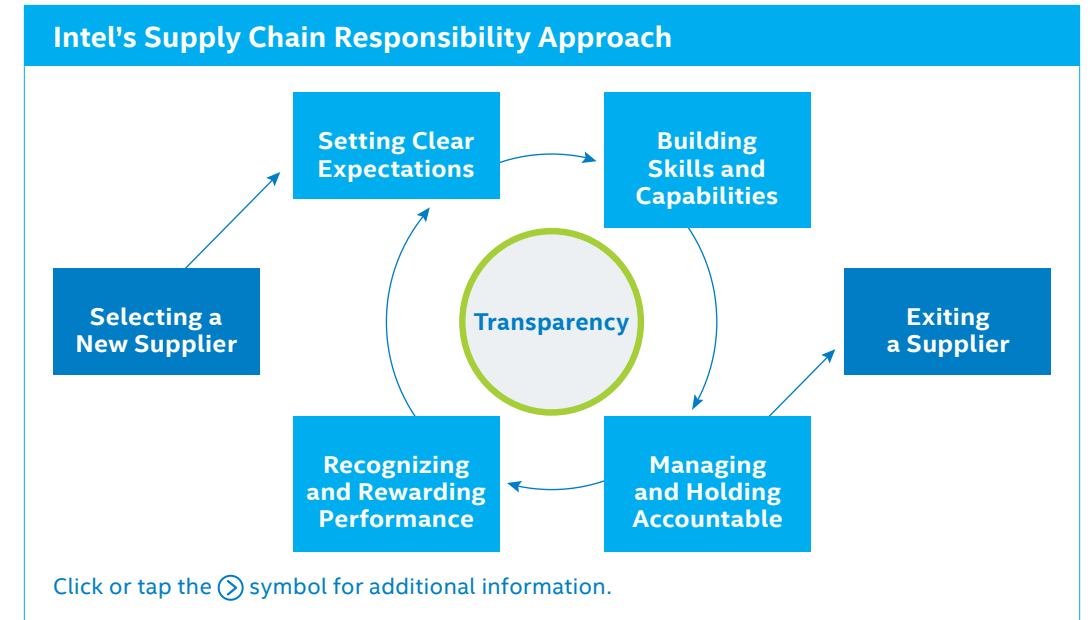 Intel's Supply Chain Responsibility Approach
Setting Clear
Expectations
Building
Skills and
Capabilities
Selecting a
New Supplier
Transparency
Exiting
a Supplier
Recognizing
and Rewarding
Performance
Managing
and Holding
Accountable
Click or tap the symbol for additional information.